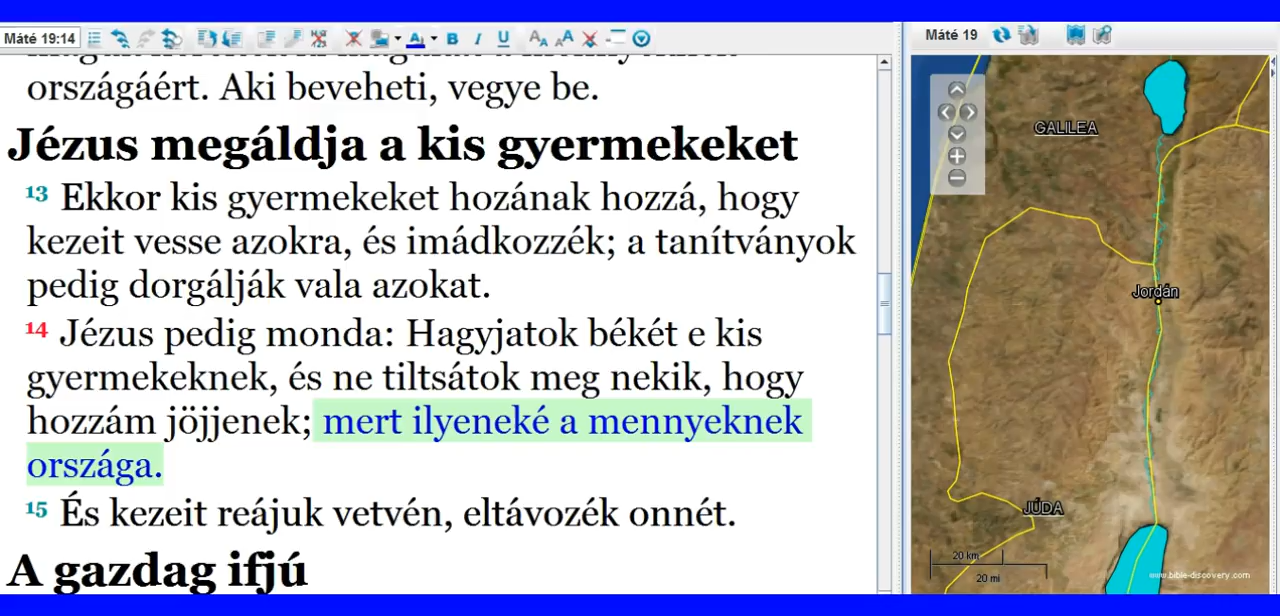 Máté 19:14
Máté 19
országáért. Aki beveheti, vegye be.
Jézus megáldja a kis gyermekeket
13 Ekkor kis gyermekeket hozának hozzá, hogy
kezeit vesse azokra, és imádkozzék; a tanítványok
pedig dorgálják vala azokat.
14 Jézus pedig monda: Hagyjatok békét e kis
gyermekeknek, és ne tiltsátok meg nekik, hogy
hozzám jöjjenek; mert ilyeneké a mennyeknek
országa.
15 És kezeit reájuk vetvén, eltávozék onnét.
A gazdag ifjú
GALILEA
Jordán
JÚDA
20 km
20 mi
www.bible-discovery.com